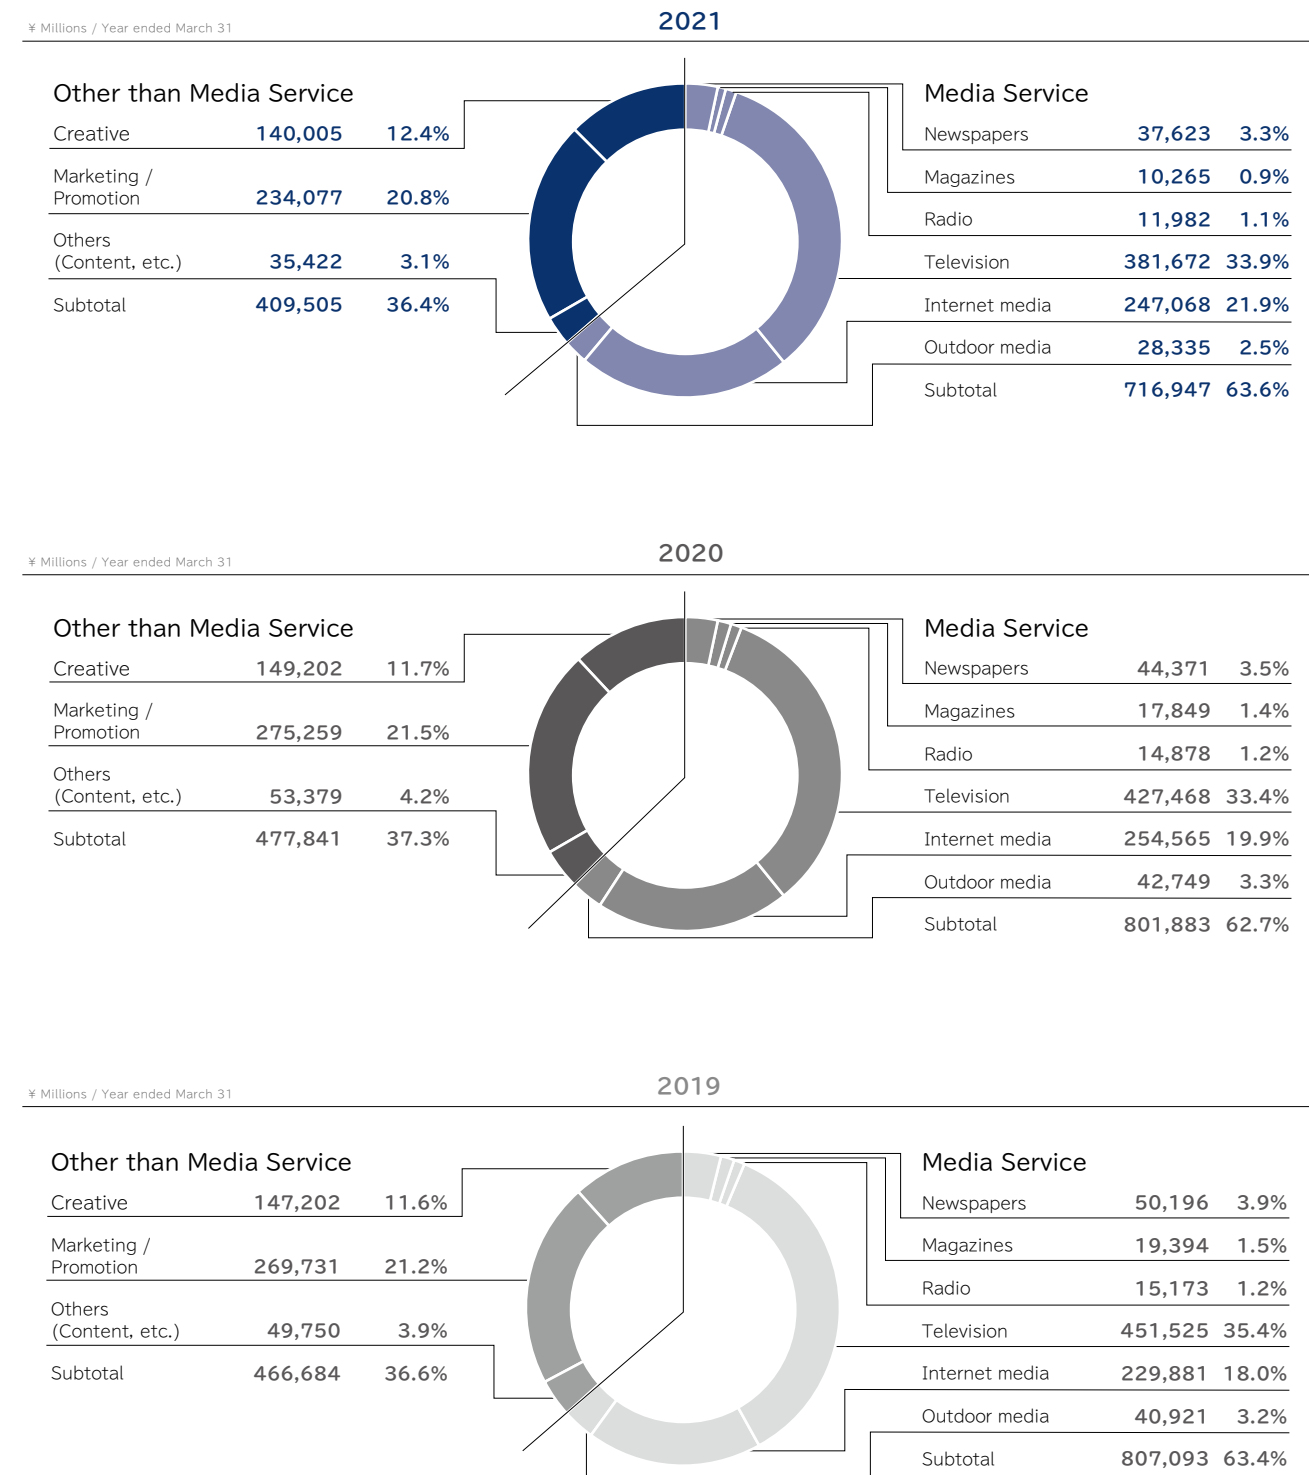 ¥ Millions / Year ended March 31
2021
Other than Media Service
Creative 140,005 12.4%
Marketing /
Promotion 234,077 20.8%
Others
(Content, etc.) 35,422 3.1%
Subtotal 409,505 36.4%
Media Service
Newspapers 37,623 3.3%
Magazines 10,265 0.9%
Radio 11,982 1.1%
Television 381,672 33.9%
Internet media 247,068 21.9%
Outdoor media 28,335 2.5%
Subtotal 716,947 63.6%
¥ Millions / Year ended March 31
2020
Other than Media Service
Creative 149,202 11.7%
Marketing /
Promotion 275,259 21.5%
Others
(Content, etc.) 53,379 4.2%
Subtotal 477,841 37.3%
Media Service
Newspapers 44,371 3.5%
Magazines 17,849 1.4%
Radio 14,878 1.2%
Television 427,468 33.4%
Internet media 254,565 19.9%
Outdoor media 42,749 3.3%
Subtotal 801,883 62.7%
¥ Millions / Year ended March 31
2019
Other than Media Service
Creative 147,202 11.6%
Marketing /
Promotion 269,731 21.2%
Others
(Content, etc.) 49,750 3.9%
Subtotal 466,684 36.6%
Media Service
Newspapers 50,196 3.9%
Magazines 19,394 1.5%
Radio 15,173 1.2%
Television 451,525 35.4%
Internet media 229,881 18.0%
Outdoor media 40,921 3.2%
Subtotal 807,093 63.4%